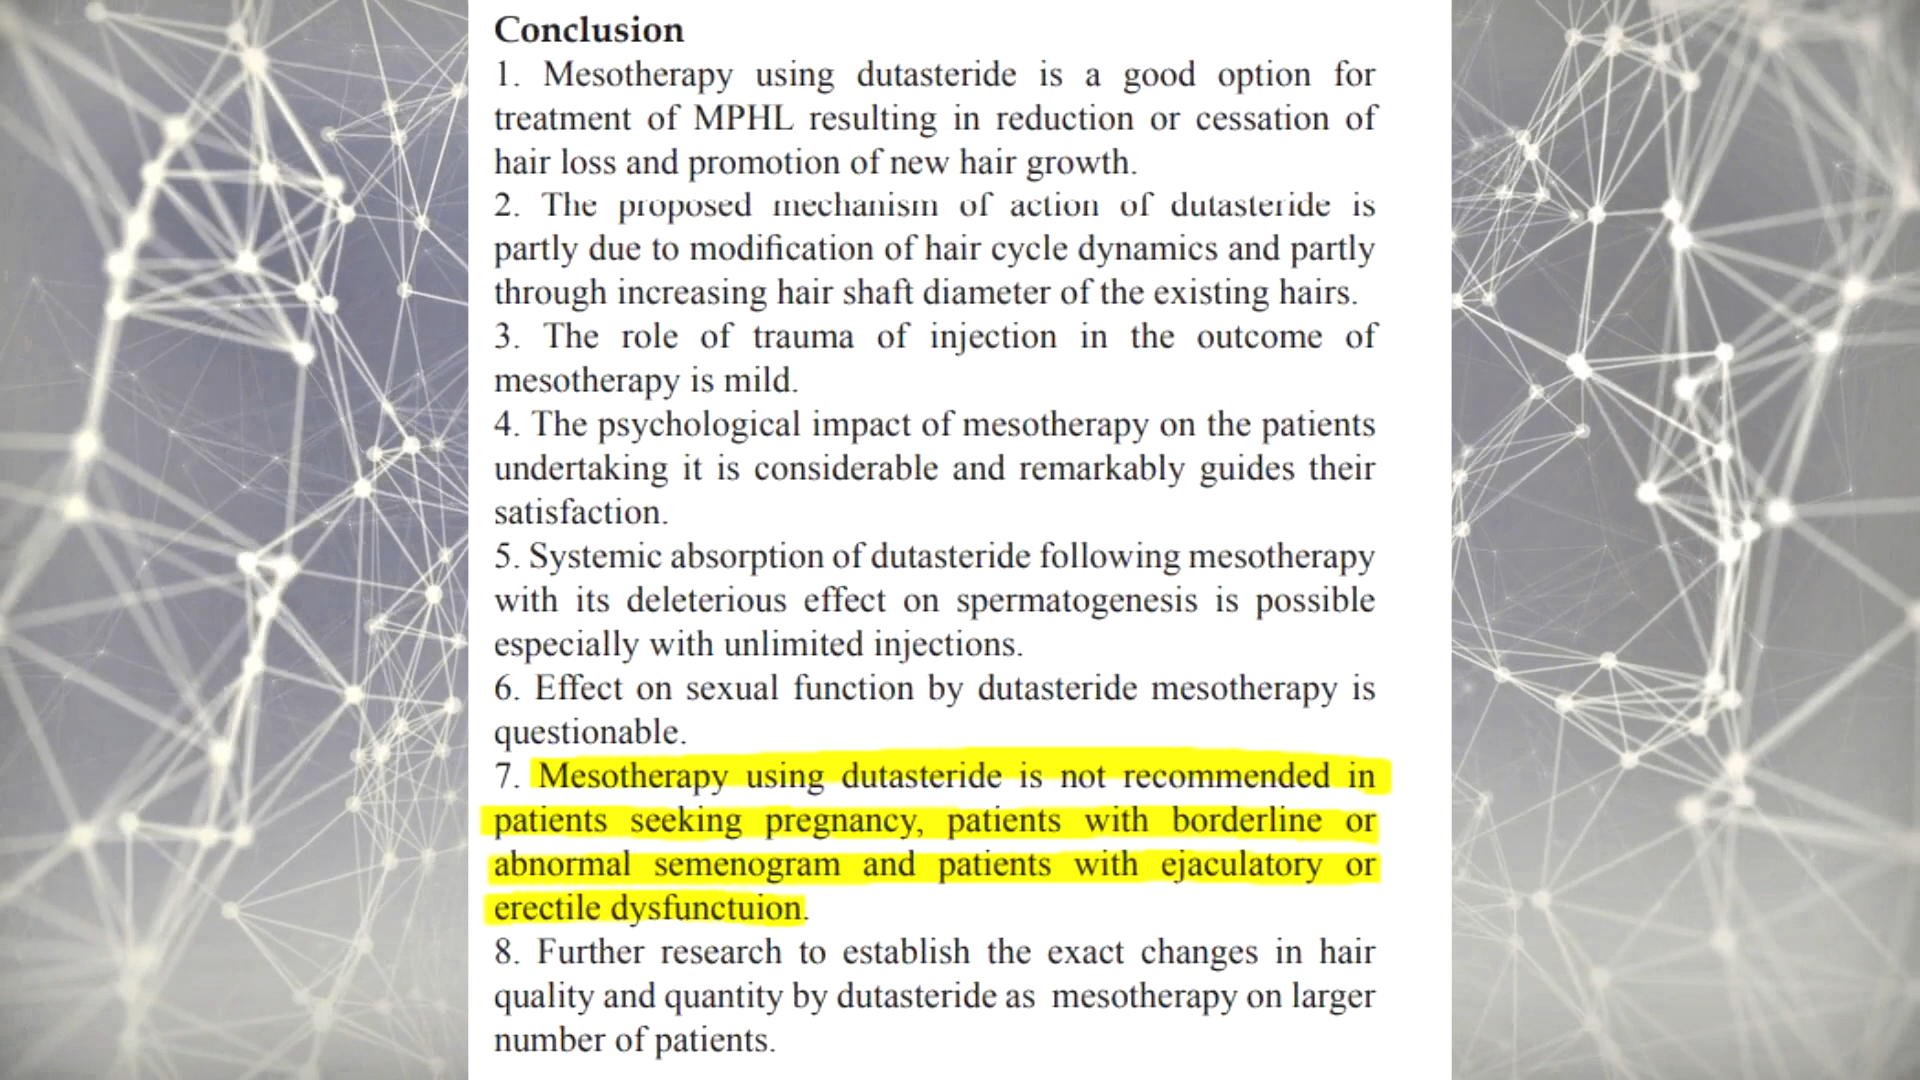 Conclusion
1. Mesotherapy using dutasteride is a good option for
treatment of MPHL resulting in reduction or cessation of
hair loss and promotion of new hair growth.
2. The proposed mechanism of action of dutasteride is
partly due to modification of hair cycle dynamics and partly
through increasing hair shaft diameter of the existing hairs.
3. The role of trauma of injection in the outcome of
mesotherapy is mild.
4. The psychological impact of mesotherapy on the patients
undertaking it is considerable and remarkably guides their
satisfaction.
5. Systemic absorption of dutasteride following mesotherapy
with its deleterious effect on spermatogenesis is possible
especially with unlimited injections.
6. Effect on sexual function by dutasteride mesotherapy is
questionable.
7. Mesotherapy using dutasteride is not recommended in
patients seeking pregnancy, patients with borderline or
abnormal semenogram and patients with ejaculatory or
erectile dysfunctuion.
8. Further research to establish the exact changes in hair
quality and quantity by dutasteride as mesotherapy on larger
number of patients.